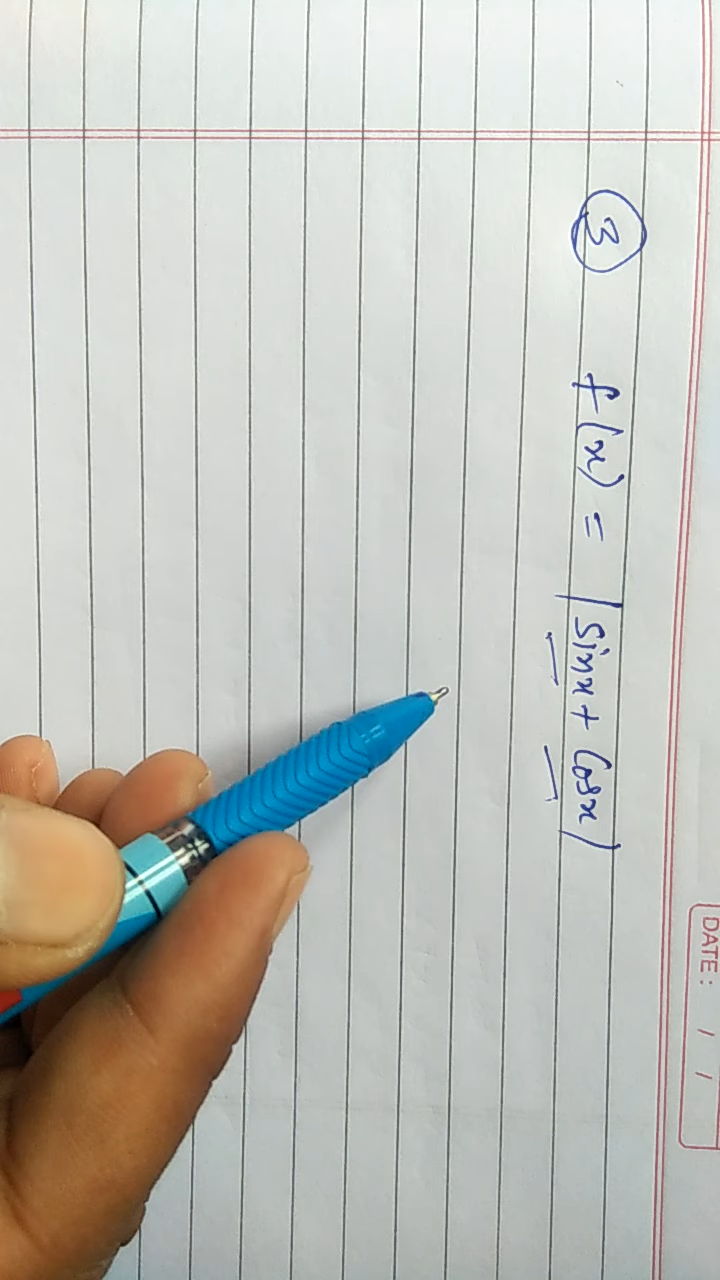 ③ f(x) = |sinx + cosx|
DATE: / /